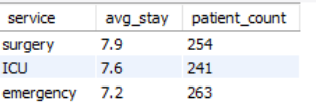 service avg_stay patient_count
surgery 7.9 254
ICU 7.6 241
emergency 7.2 263